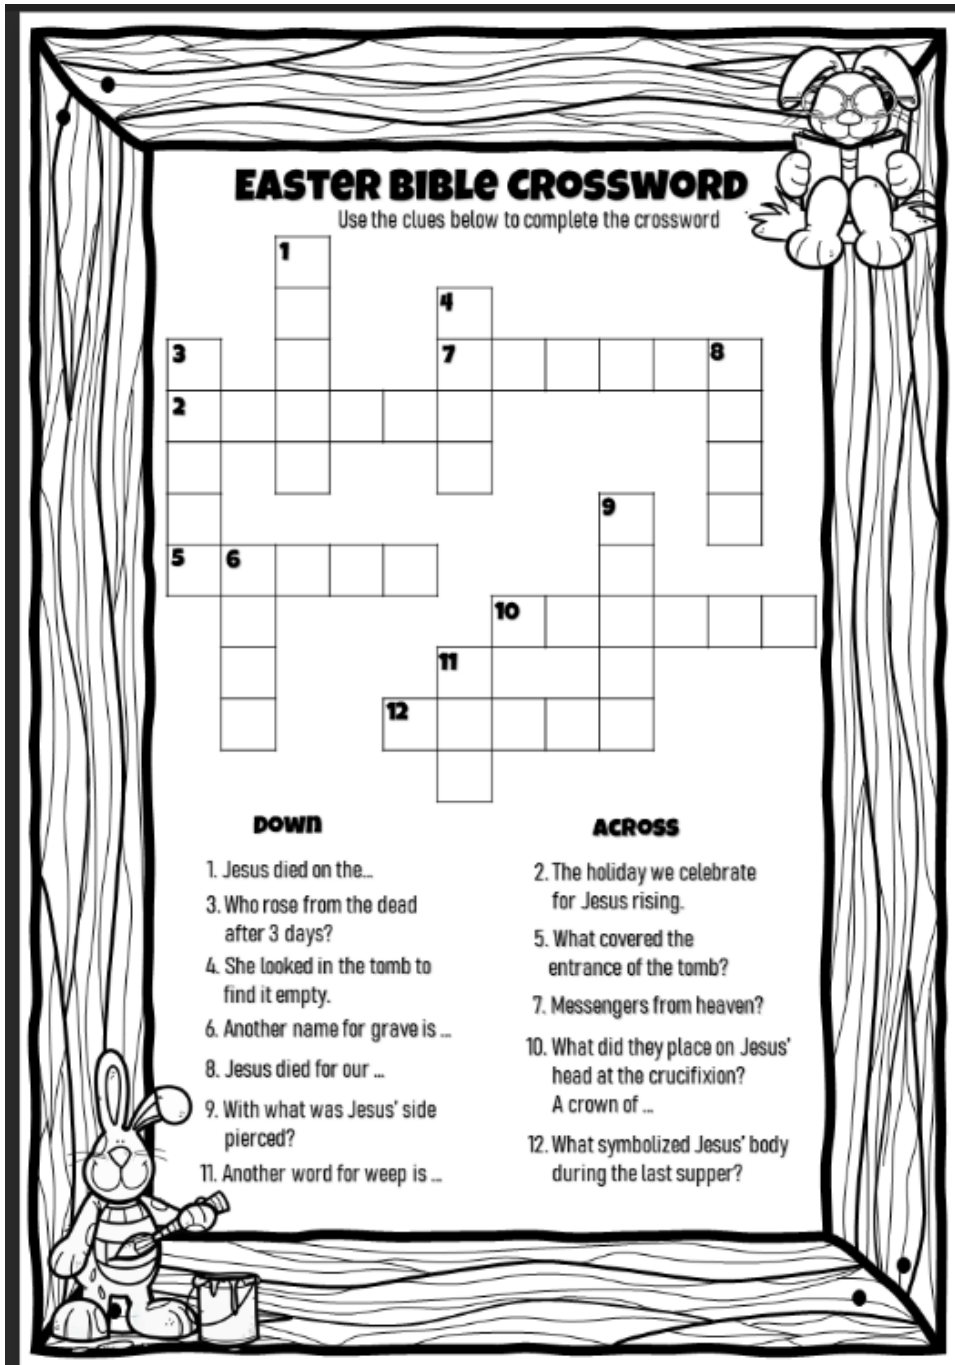 EASTER BIBLE CROSSWORD
Use the clues below to complete the crossword
1
4
3
7
8
2
9
5
6
10
11
12
DOWN
1. Jesus died on the...
3. Who rose from the dead
after 3 days?
4. She looked in the tomb to
find it empty.
6. Another name for grave is ...
8. Jesus died for our ...
9. With what was Jesus' side
pierced?
11. Another word for weep is ...
ACROSS
2. The holiday we celebrate
for Jesus rising.
5. What covered the
entrance of the tomb?
7. Messengers from heaven?
10. What did they place on Jesus'
head at the crucifixion?
A crown of ...
12. What symbolized Jesus' body
during the last supper?